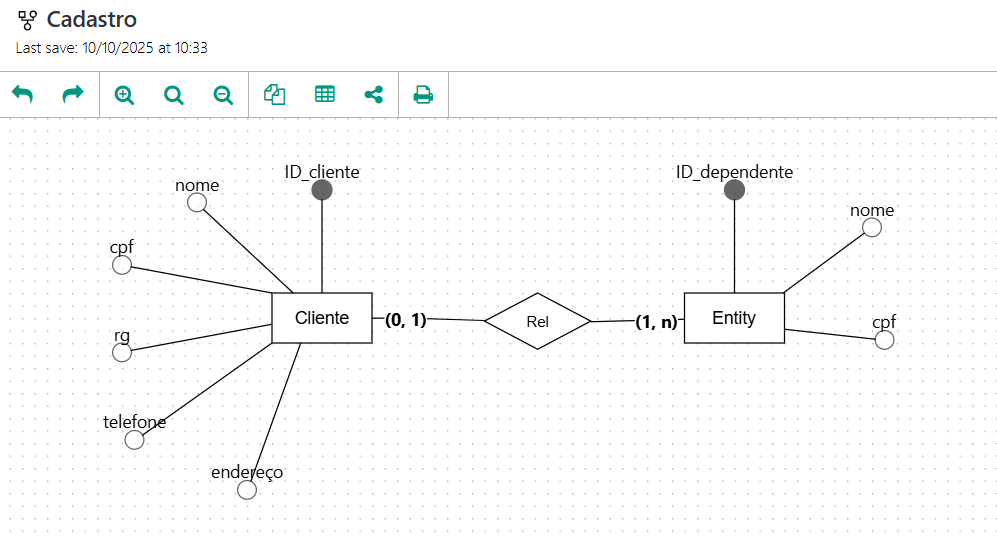 Cadastro
Last save: 10/10/2025 at 10:33
ID_cliente
ID_dependente
nome
nome
cpf
Cliente
(0, 1)
Rel
(1, n)
Entity
cpf
rg
telefone
endereço